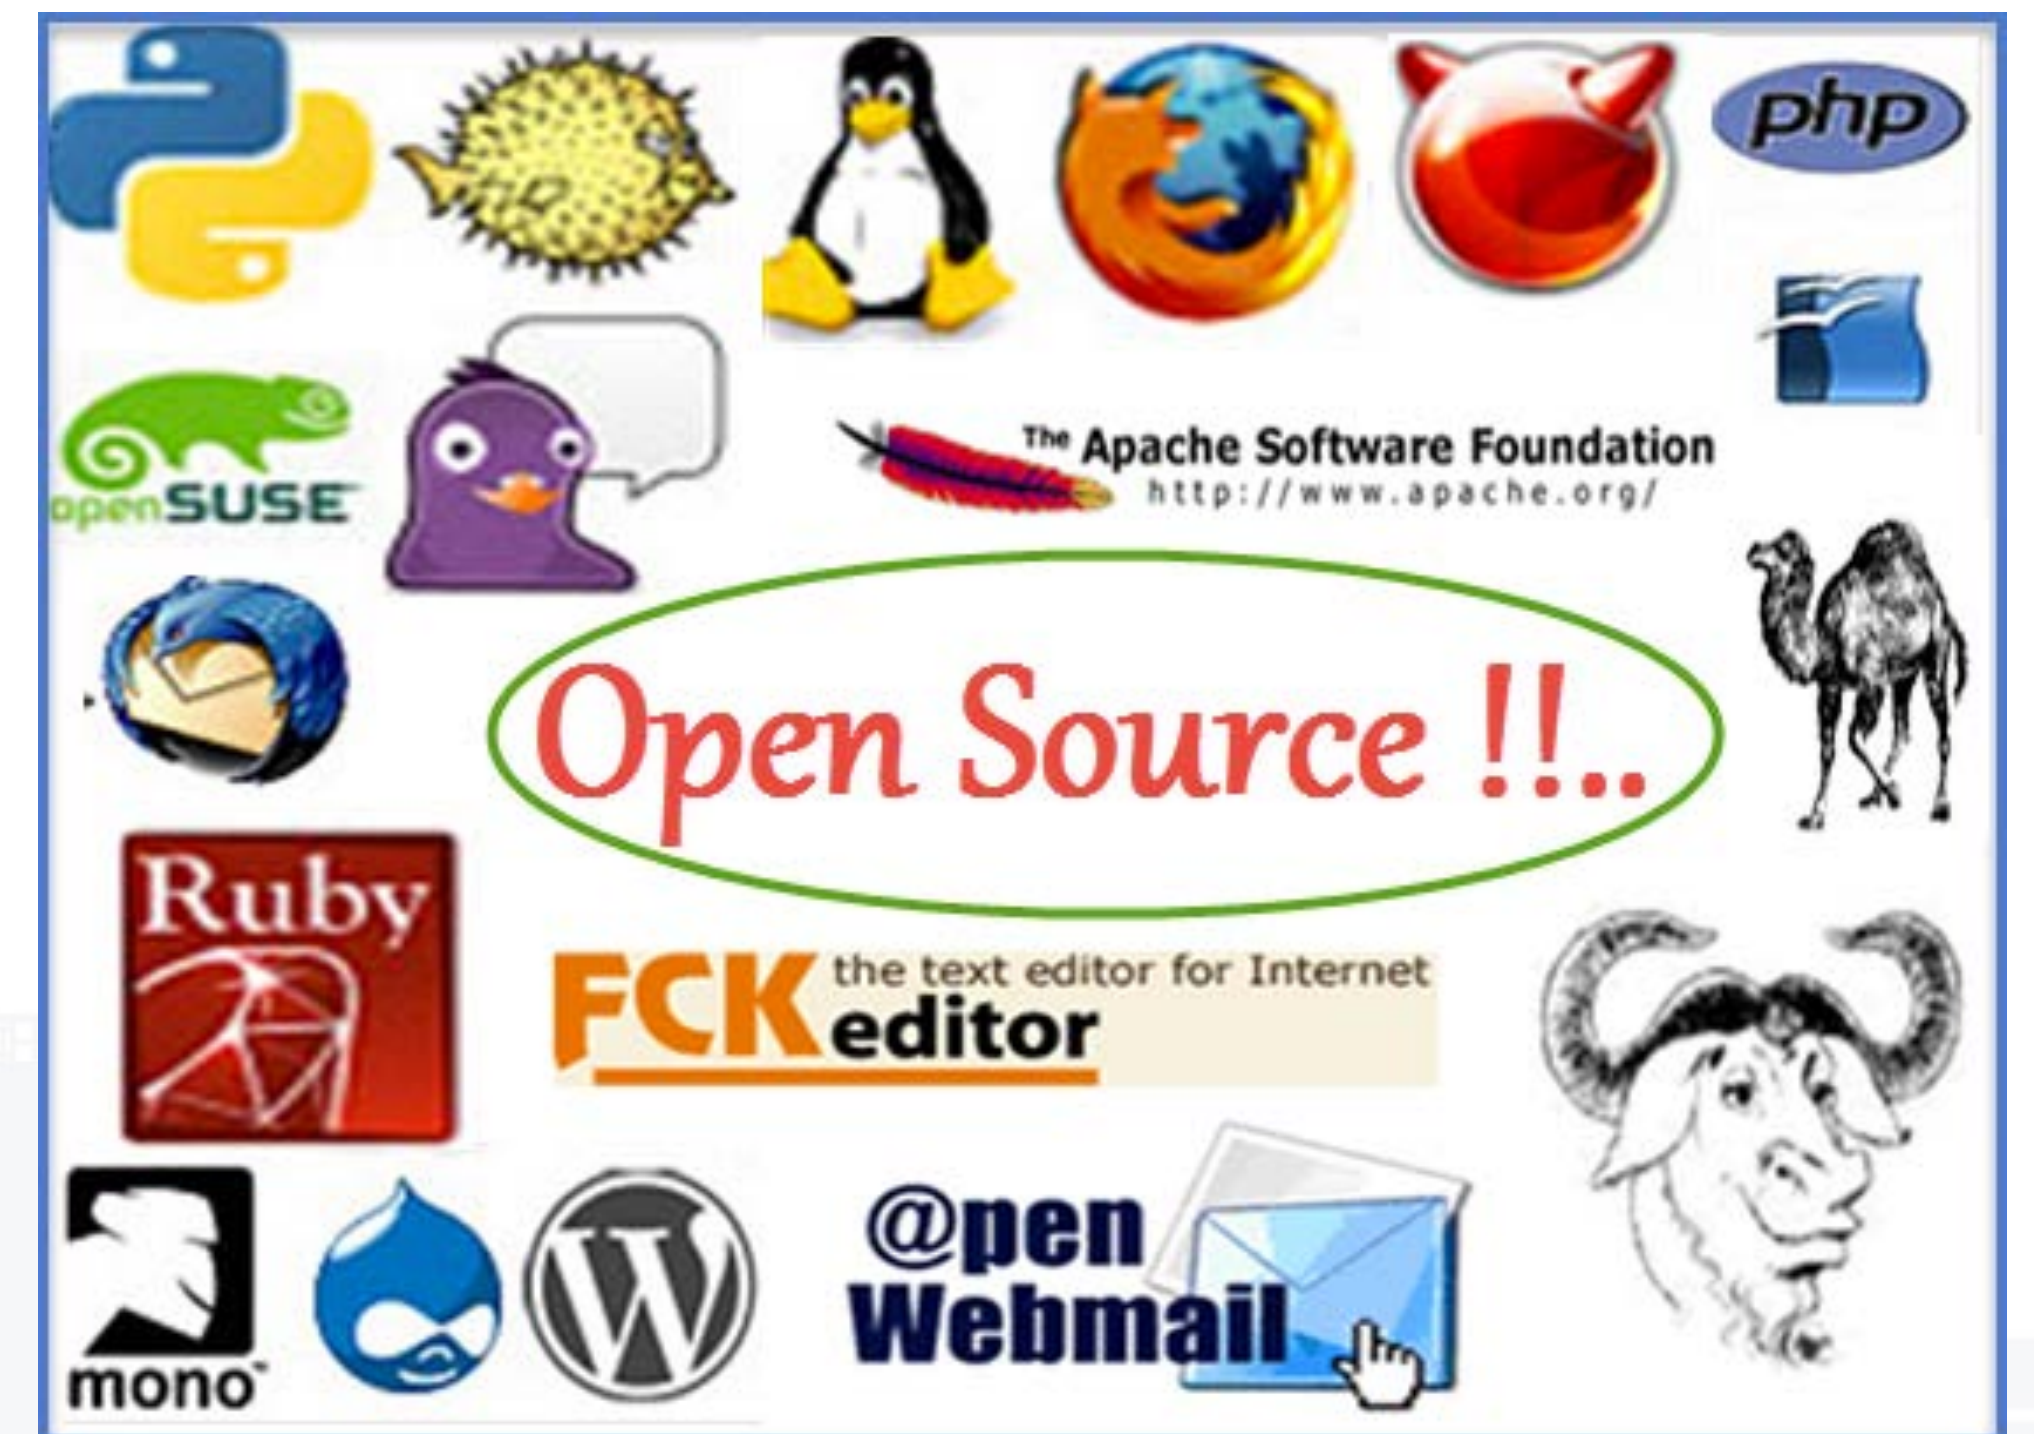 php
The Apache Software Foundation
http://www.apache.org/
openSUSE
Open Source !!..
Ruby
FCK the text editor for Internet
editor
@pen
Webmail
mono